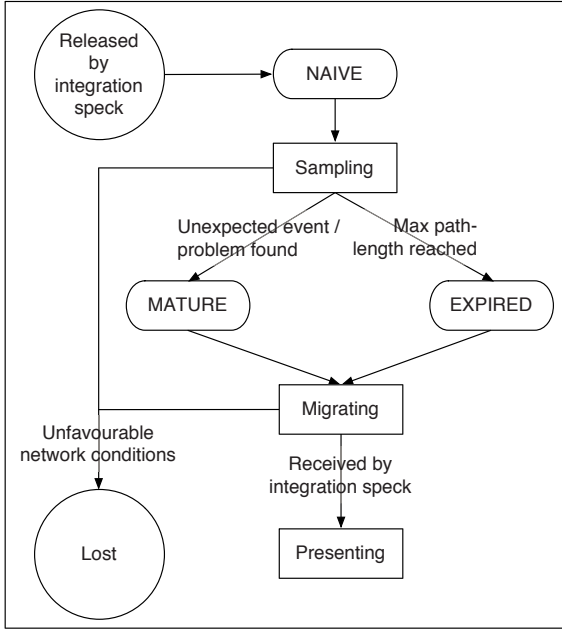 Released
by
integration
speck
NAIVE
Sampling
Unexpected event /
problem found
Max path-
length reached
MATURE
EXPIRED
Migrating
Unfavourable
network conditions
Received by
integration speck
Lost
Presenting